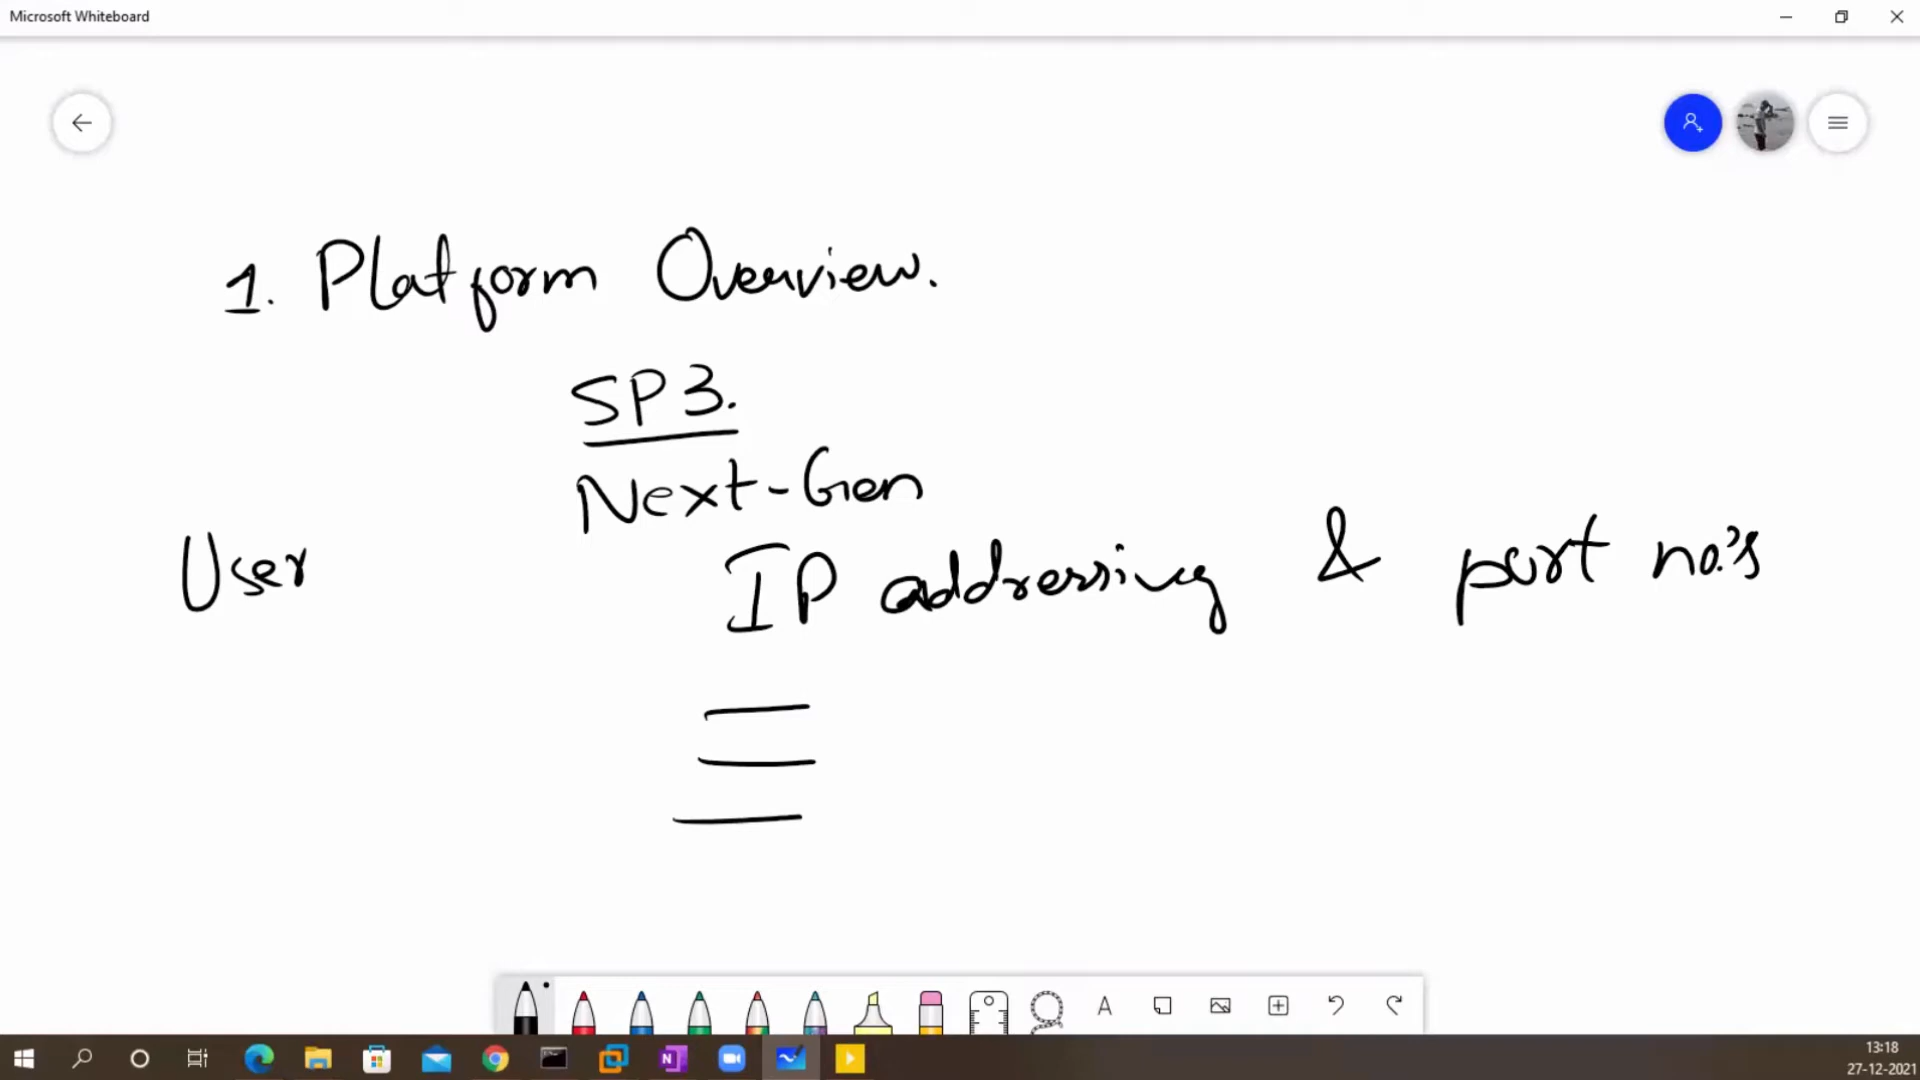 Microsoft Whiteboard
1. Platform Overview.
SP3.
Next-Gen
User
IP addressing & port no.'s
A
N
13:18
27-12-2021